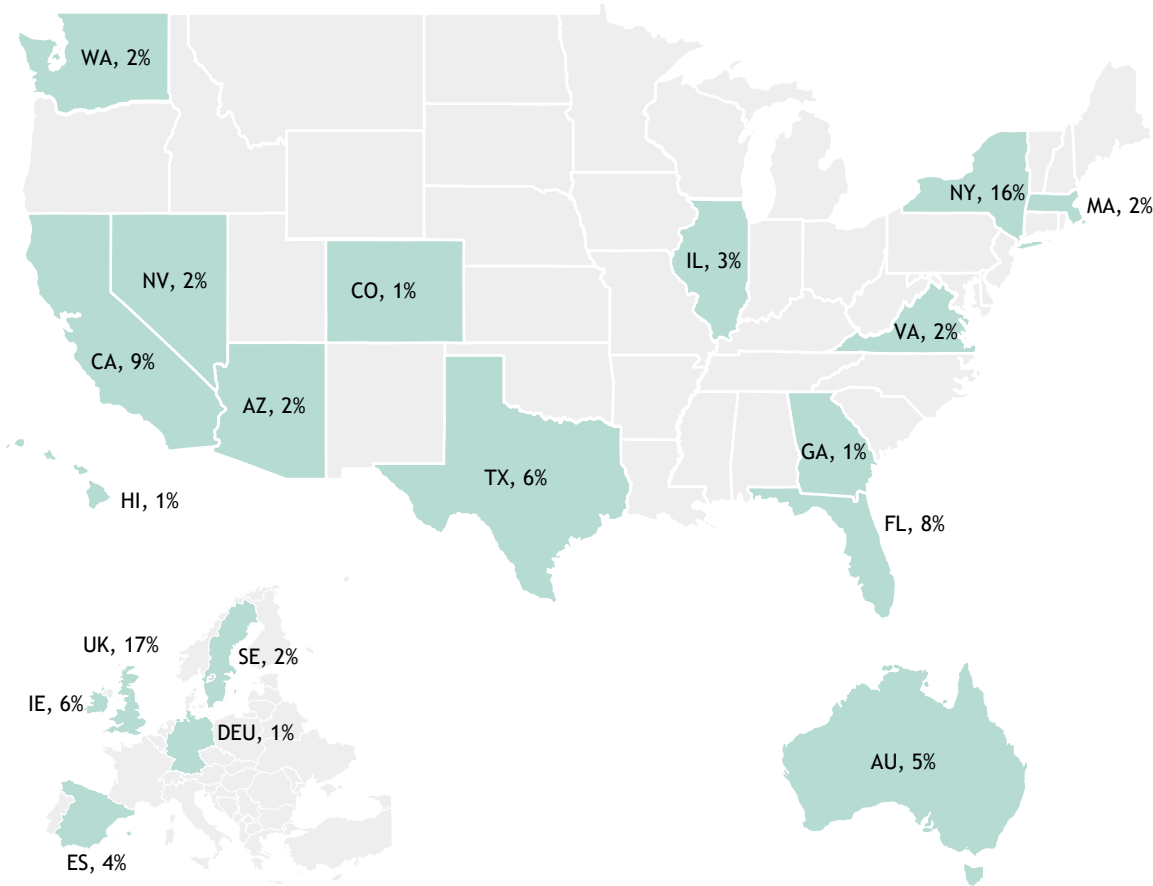 WA, 2%
NY, 16%
MA, 2%
IL, 3%
NV, 2%
CO, 1%
VA, 2%
CA, 9%
AZ, 2%
GA, 1%
TX, 6%
HI, 1%
FL, 8%
UK, 17%
SE, 2%
IE, 6%
DEU, 1%
AU, 5%
ES, 4%